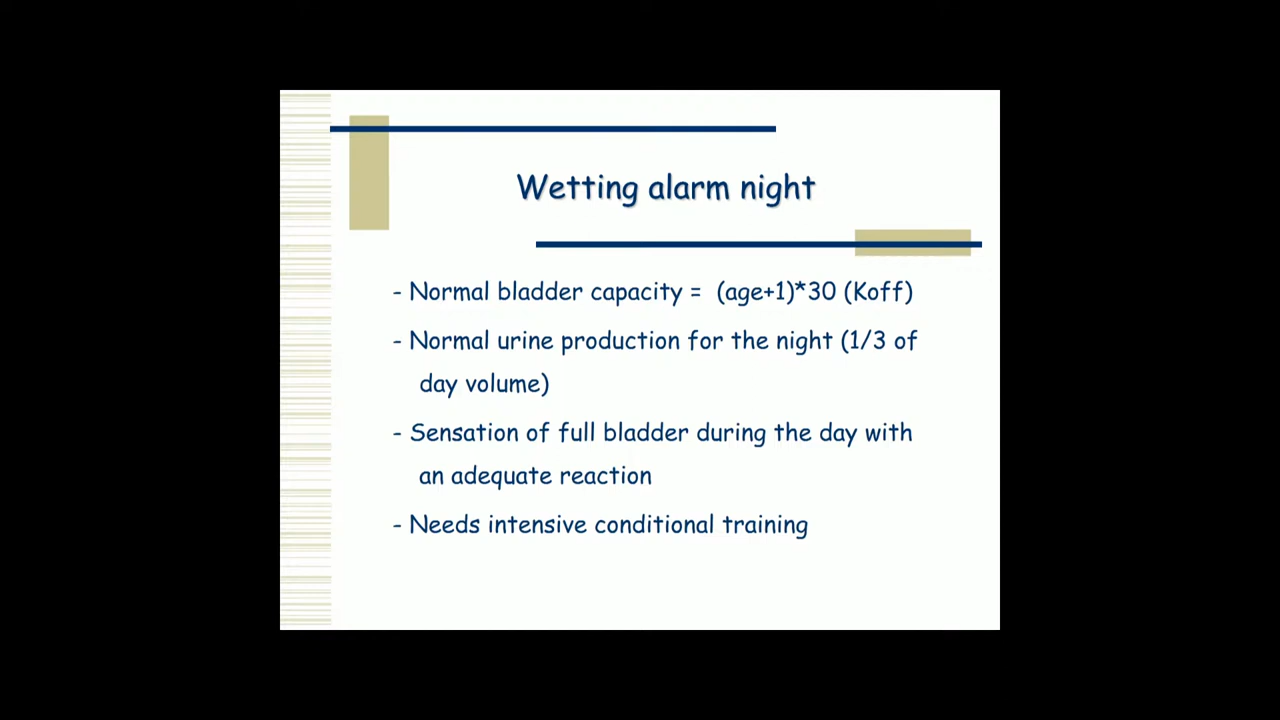 Wetting alarm night
- Normal bladder capacity = (age+1)*30 (Koff)
- Normal urine production for the night (1/3 of
day volume)
- Sensation of full bladder during the day with
an adequate reaction
- Needs intensive conditional training